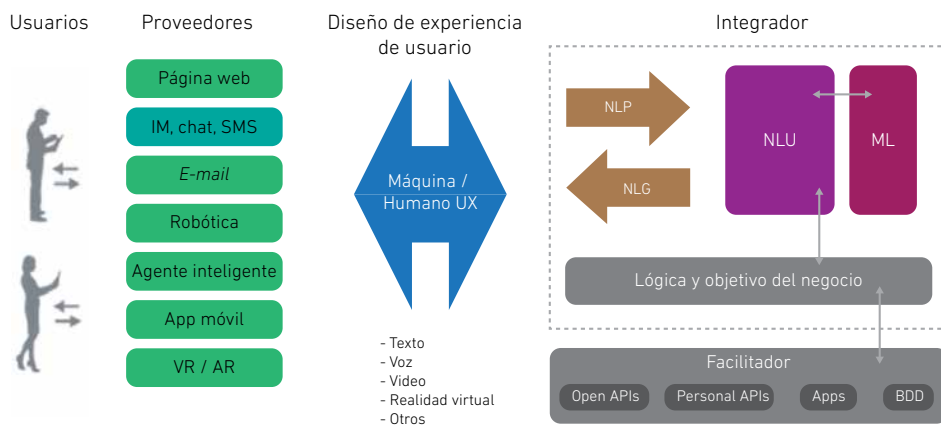 Usuarios
Proveedores
Diseño de experiencia
de usuario
Integrador
Página web
IM, chat, SMS
E-mail
Robótica
Agente inteligente
App móvil
VR / AR
Máquina /
Humano UX
- Texto
- Voz
- Video
- Realidad virtual
- Otros
NLP
NLG
NLU
ML
Lógica y objetivo del negocio
Facilitador
Open APIs
Personal APIs
Apps
BDD